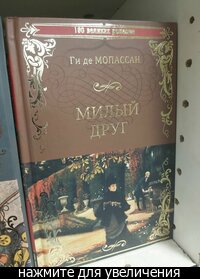 100 великих романов
Ги де МОПАССАН
МИЛЫЙ
ДРУГ
нажмите для увеличения